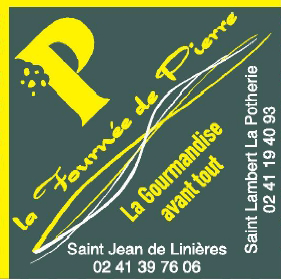 P
la Fournée de Pierre
La Gourmandise
avant tout
Saint Jean de Linières
02 41 39 76 06
Saint Lambert La Potherie
02 41 19 40 93